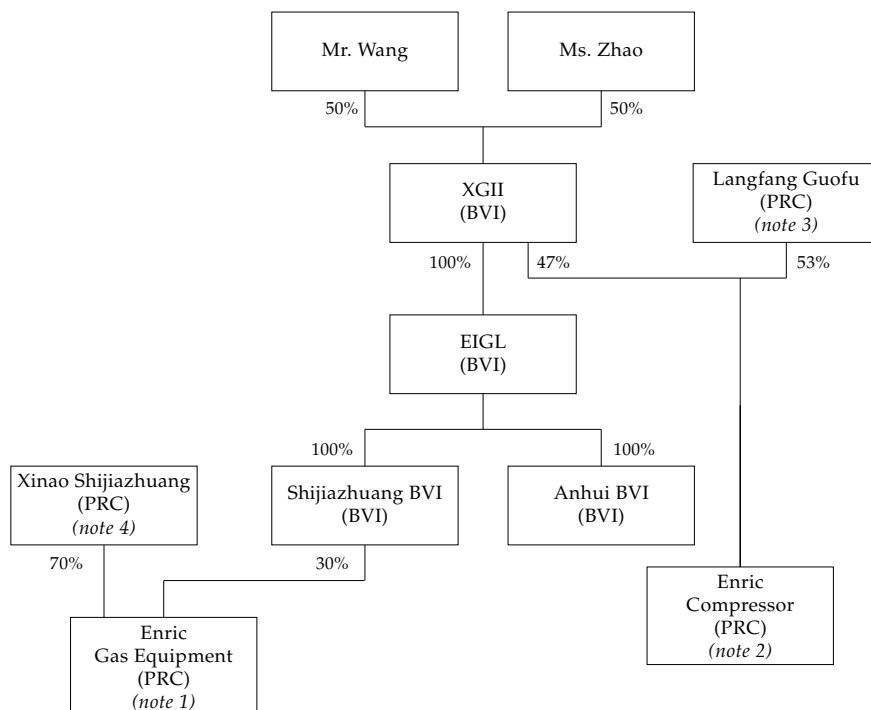 Mr. Wang
Ms. Zhao
50%
50%
XGII
(BVI)
Langfang Guofu
(PRC)
(note 3)
100%
47%
53%
EIGL
(BVI)
100%
100%
Xinao Shijiazhuang
(PRC)
(note 4)
Shijiazhuang BVI
(BVI)
Anhui BVI
(BVI)
70%
30%
Enric
Compressor
(PRC)
(note 2)
Enric
Gas Equipment
(PRC)
(note 1)